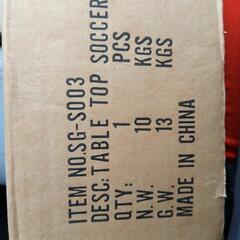 ITEM NO.SG-S003
DESC:TABLE TOP SOCCER
QTY: 1 PCS
N.W. 10 KGS
G.W. 13 KGS
MADE IN CHINA